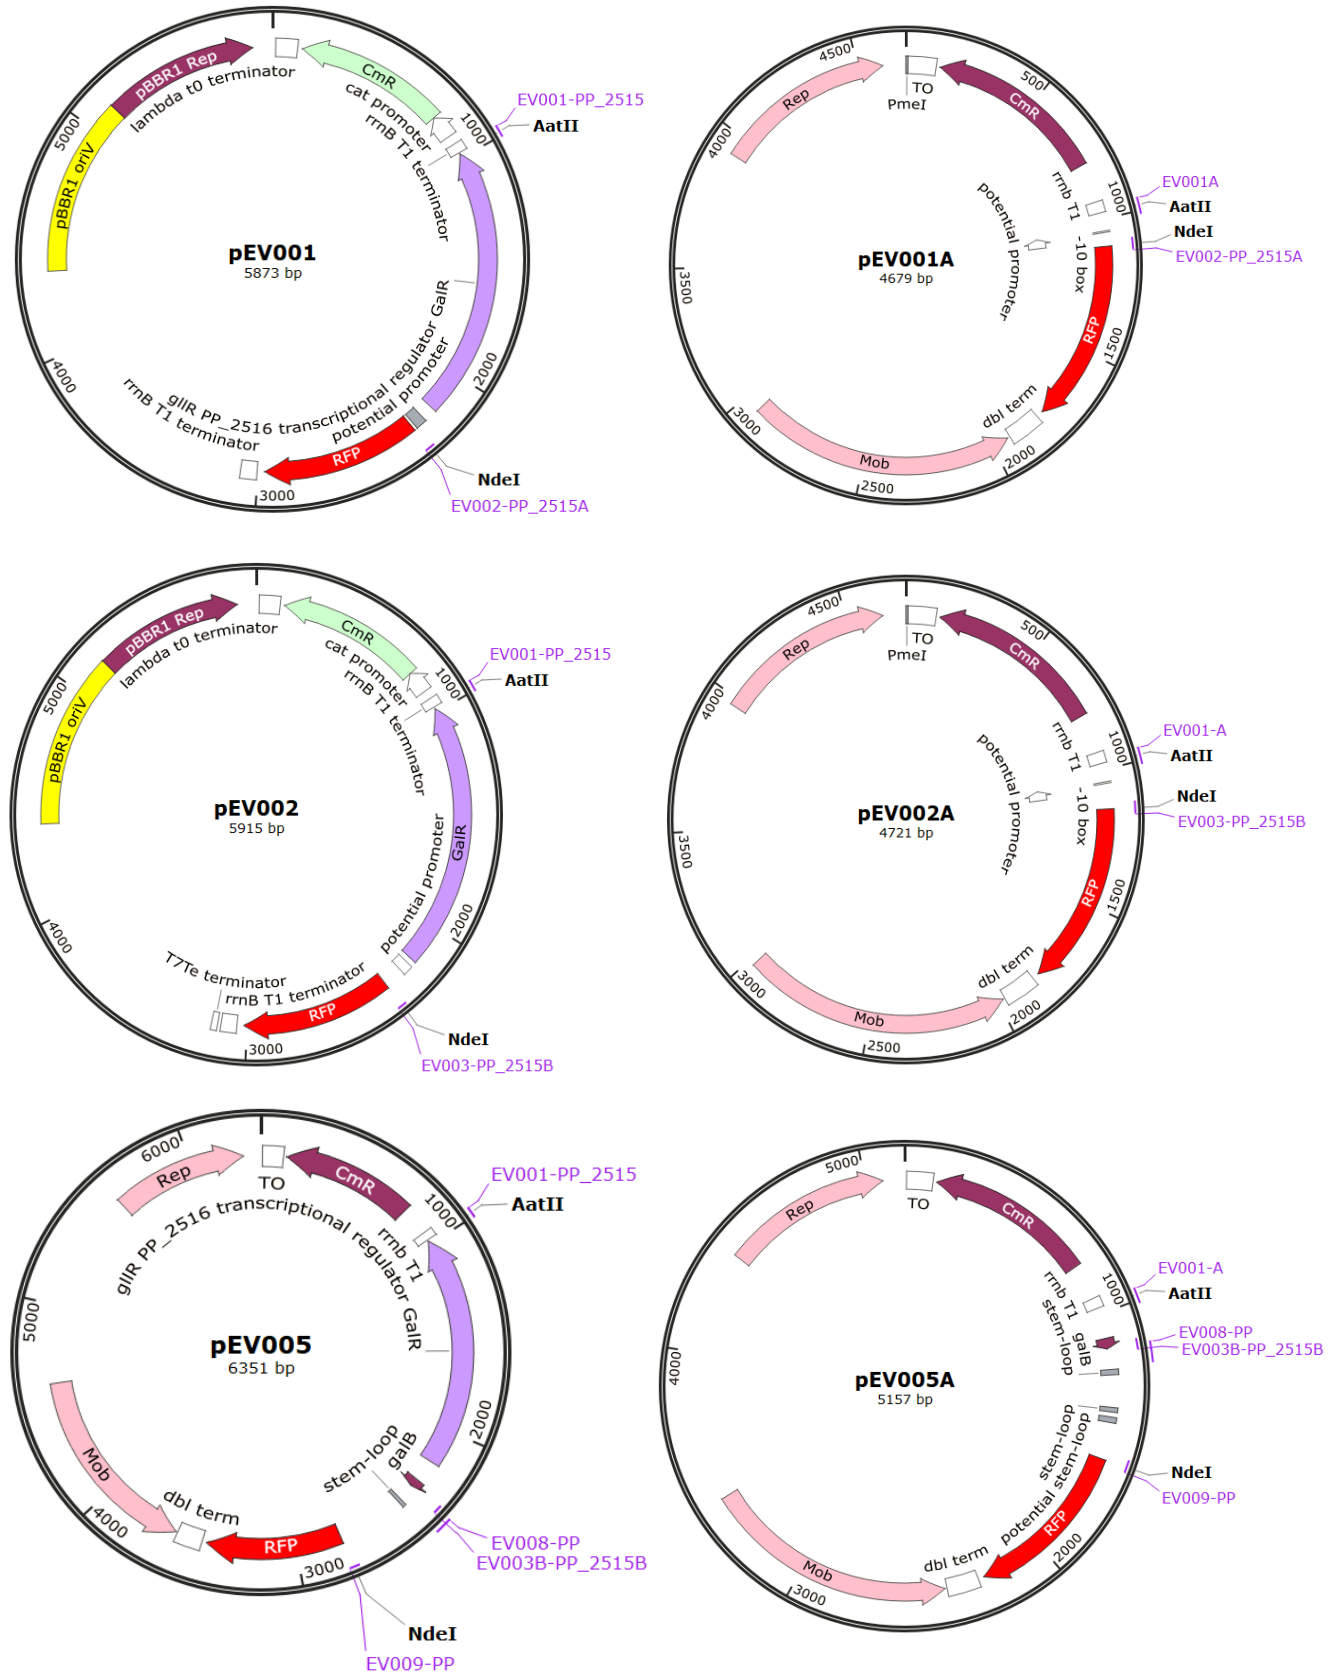 pEV001
5873 bp
pBBR1 Rep
lambda t0 terminator
CmR
cat promoter
rrnB T1 terminator
1000
EV001-PP_2515
AatII
5000
pBBR1 oriV
gllR PP_2516 transcriptional regulator GalR
potential promoter
2000
4000
rrnB T1 terminator
RFP
3000
NdeI
EV002-PP_2515A
pEV001A
4679 bp
4500
Rep
TO
PmeI
500
CmR
4000
rrnb T1
1000
EV001A
AatII
NdeI
EV002-PP_2515A
potential promoter
-10 box
3500
RFP
1500
dbl term
3000
Mob
2000
2500
pEV002
5915 bp
pBBR1 Rep
lambda t0 terminator
CmR
cat promoter
rrnB T1 terminator
1000
EV001-PP_2515
AatII
5000
pBBR1 oriV
GalR
potential promoter
2000
4000
T7Te terminator
rrnB T1 terminator
RFP
3000
NdeI
EV003-PP_2515B
pEV002A
4721 bp
4500
Rep
TO
PmeI
500
CmR
4000
rrnb T1
1000
EV001-A
AatII
NdeI
EV003-PP_2515B
potential promoter
-10 box
3500
RFP
1500
dbl term
3000
Mob
2000
2500
pEV005
6351 bp
6000
Rep
TO
CmR
1000
EV001-PP_2515
AatII
gllR PP_2516 transcriptional regulator GalR
rrnb T1
5000
2000
stem-loop
galB
Mob
4000
dbl term
RFP
3000
EV008-PP
EV003B-PP_2515B
NdeI
EV009-PP
pEV005A
5157 bp
5000
Rep
TO
CmR
1000
EV001-A
AatII
rrnb T1
stem-loop
galB
EV008-PP
EV003B-PP_2515B
4000
stem-loop
potential stem-loop
NdeI
EV009-PP
RFP
2000
dbl term
Mob
3000